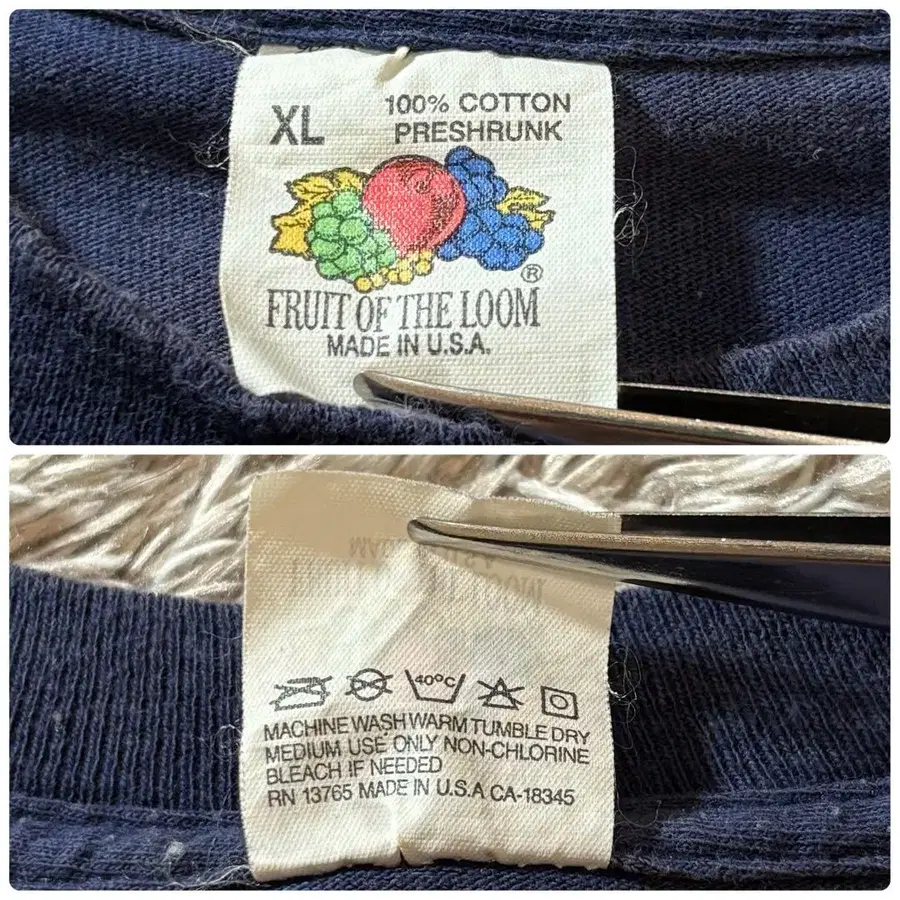 XL
100% COTTON
PRESHRUNK
®
FRUIT OF THE LOOM
MADE IN U.S.A.
40°C
MACHINE WASH WARM TUMBLE DRY
MEDIUM USE ONLY NON-CHLORINE
BLEACH IF NEEDED
RN 13765 MADE IN U.S.A CA-18345